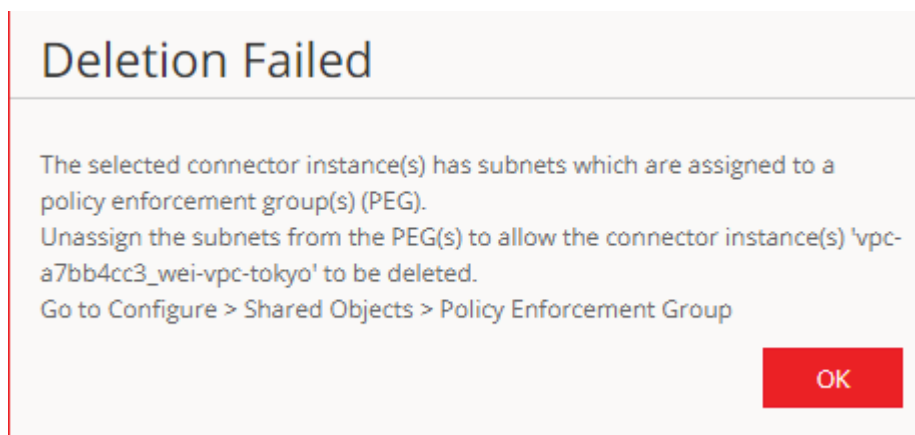 Deletion Failed
The selected connector instance(s) has subnets which are assigned to a
policy enforcement group(s) (PEG).
Unassign the subnets from the PEG(s) to allow the connector instance(s) 'vpc-
a7bb4cc3_wei-vpc-tokyo' to be deleted.
Go to Configure > Shared Objects > Policy Enforcement Group
OK